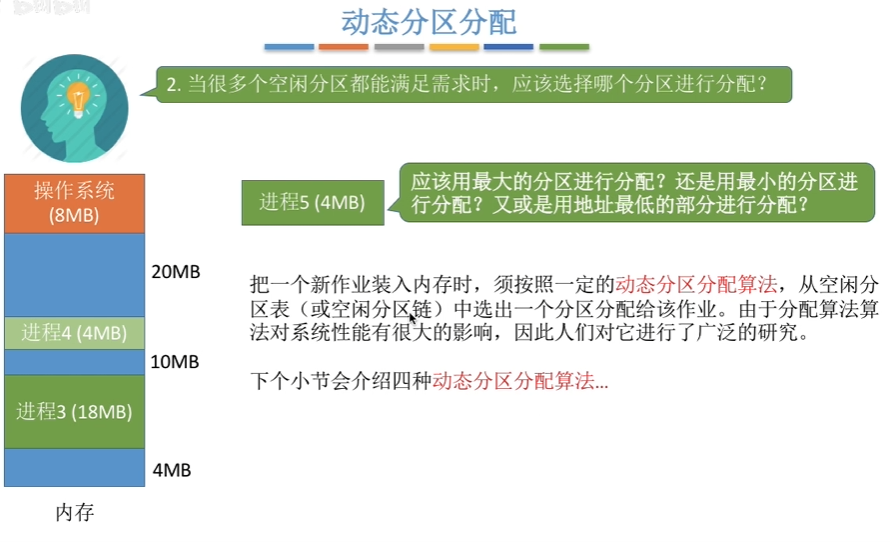 动态分区分配
2. 当很多个空闲分区都能满足需求时，应该选择哪个分区进行分配？
操作系统
(8MB)
20MB
进程4 (4MB)
10MB
进程3 (18MB)
4MB
内存
进程5 (4MB)
应该用最大的分区进行分配？还是用最小的分区进
行分配？又或是用地址最低的部分进行分配？
把一个新作业装入内存时，须按照一定的动态分区分配算法，从空闲分
区表（或空闲分区链）中选出一个分区分配给该作业。由于分配算法算
法对系统性能有很大的影响，因此人们对它进行了广泛的研究。
下个小节会介绍四种动态分区分配算法...